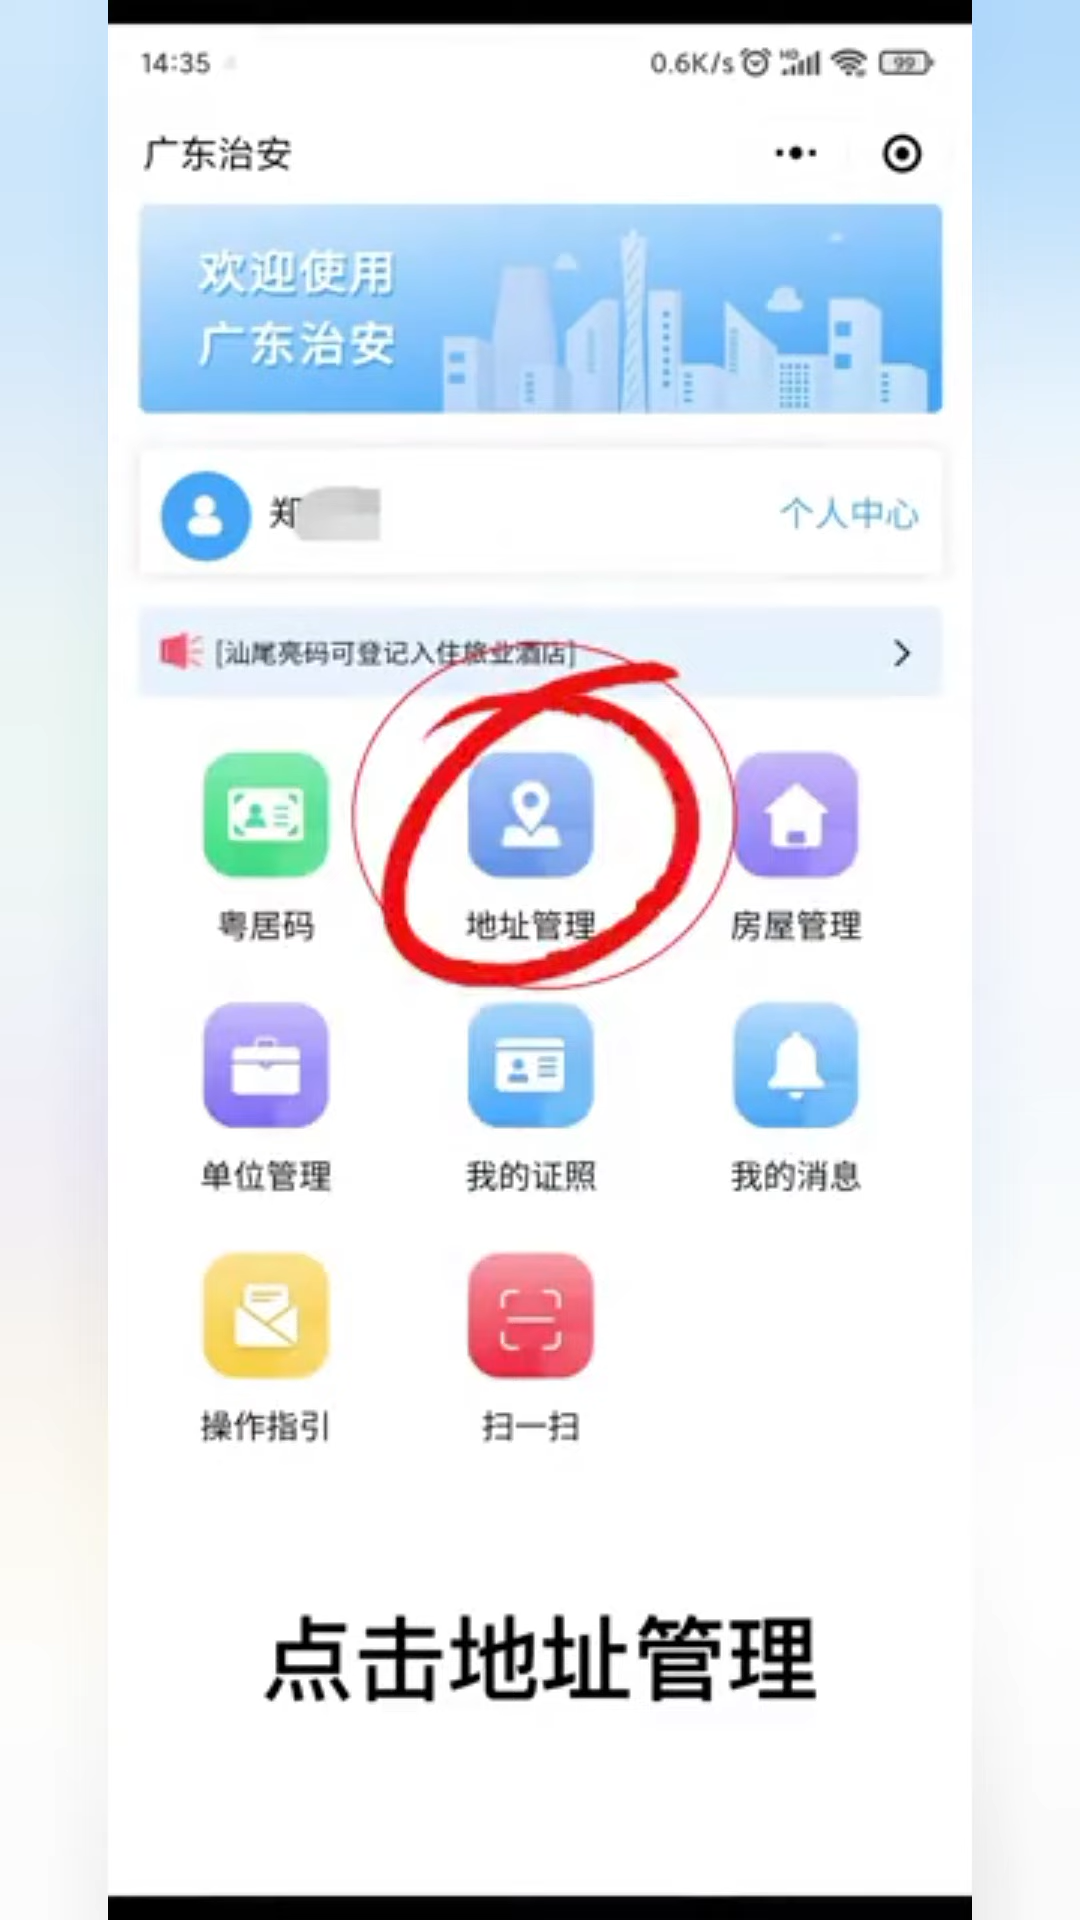 14:35
0.6K/s HD 99
广东治安
欢迎使用
广东治安
郑
个人中心
[汕尾亮码可登记入住旅业酒店]
粤居码
地址管理
房屋管理
单位管理
我的证照
我的消息
操作指引
扫一扫
点击地址管理